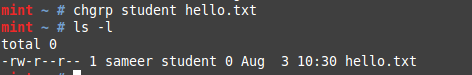 mint ~ # chgrp student hello.txt
mint ~ # ls -l
total 0
-rw-r--r-- 1 sameer student 0 Aug  3 10:30 hello.txt
mint ~ #